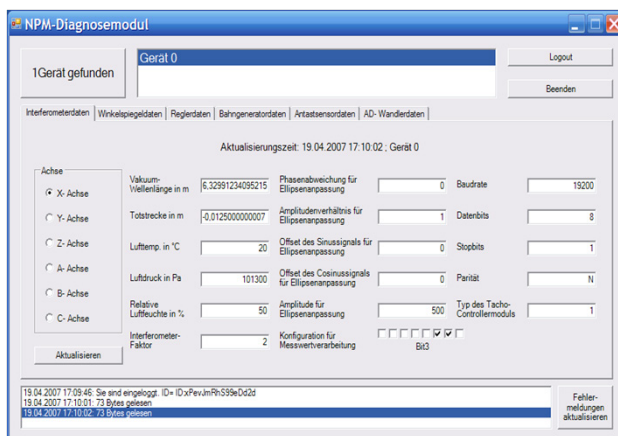 NPM-Diagnosemodul
1Gerät gefunden
Gerät 0
Logout
Beenden
Interferometerdaten
Winkelspiegeldaten
Reglerdaten
Bahngeneratordaten
Antastsensordaten
AD- Wandlerdaten
Aktualisierungszeit: 19.04.2007 17:10:02 ; Gerät 0
Achse
X- Achse
Y- Achse
Z- Achse
A- Achse
B- Achse
C- Achse
Aktualisieren
Vakuum-
Wellenlänge in m
6,32991234095215
Totstrecke in m
-0,0125000000007
Lufttemp. in °C
20
Luftdruck in Pa
101300
Relative
Luftfeuchte in %
50
Interferometer-
Faktor
2
Phasenabweichung für
Ellipsenanpassung
0
Amplitudenverhältnis für
Ellipsenanpassung
1
Offset des Sinussignals für
Ellipsenanpassung
0
Offset des Cosinussignals
für Ellipsenanpassung
0
Amplitude für
Ellipsenanpassung
500
Konfiguration für
Messwertverarbeitung
Bit3
Baudrate
19200
Datenbits
8
Stopbits
1
Parität
N
Typ des Tacho-
Controllermoduls
1
19.04.2007 17:09:46: Sie sind eingeloggt. ID= ID:xPevJmRhS99eDd2d
19.04.2007 17:10:01: 73 Bytes gelesen
19.04.2007 17:10:02: 73 Bytes gelesen
Fehler-
meldungen
aktualisieren